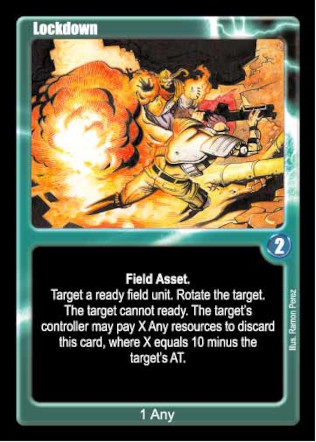 Lockdown
2
Field Asset.
Target a ready field unit. Rotate the target.
The target cannot ready. The target's
controller may pay X Any resources to discard
this card, where X equals 10 minus the
target's AT.
Illus. Ramon Perez
1 Any